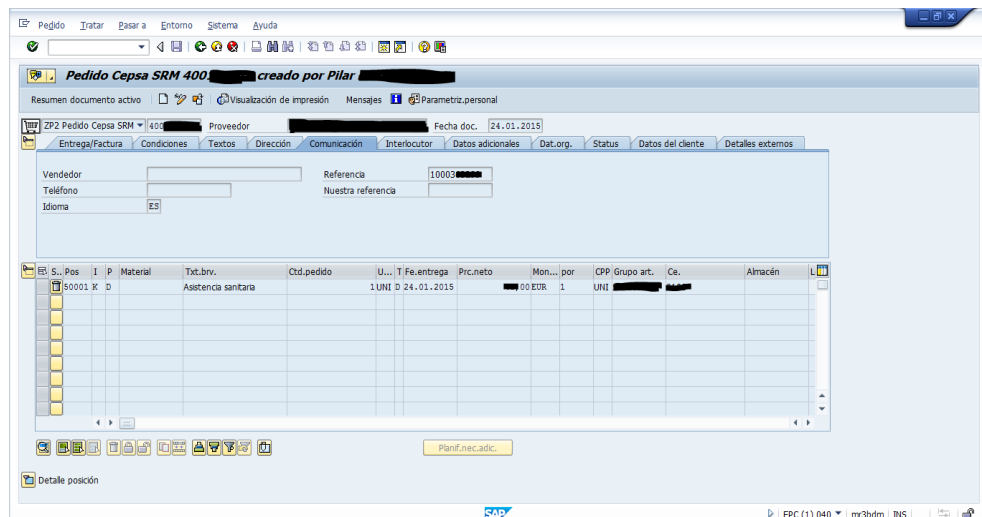 Pedido Tratar Pasar a Entorno Sistema Ayuda
Pedido Cepsa SRM 400 creado por Pilar
Resumen documento activo Visualización de impresión Mensajes Parametriz.personal
ZP2 Pedido Cepsa SRM 400 Proveedor Fecha doc. 24.01.2015
Entrega/Factura Condiciones Textos Dirección Comunicación Interlocutor Datos adicionales Dat.org. Status Datos del cliente Detalles externos
Vendedor Referencia 10003
Teléfono Nuestra referencia
Idioma ES
S.. Pos I P Material Txt.brv. Ctd.pedido U... T Fe.entrega Prc.neto Mon... por CPP Grupo art. Ce. Almacén L
50001 K D Asistencia sanitaria 1 UNI D 24.01.2015 00 EUR 1 UNI
Planif.nec.adic.
Detalle posición
SAP EPC (1) 040 mr3hdm INS